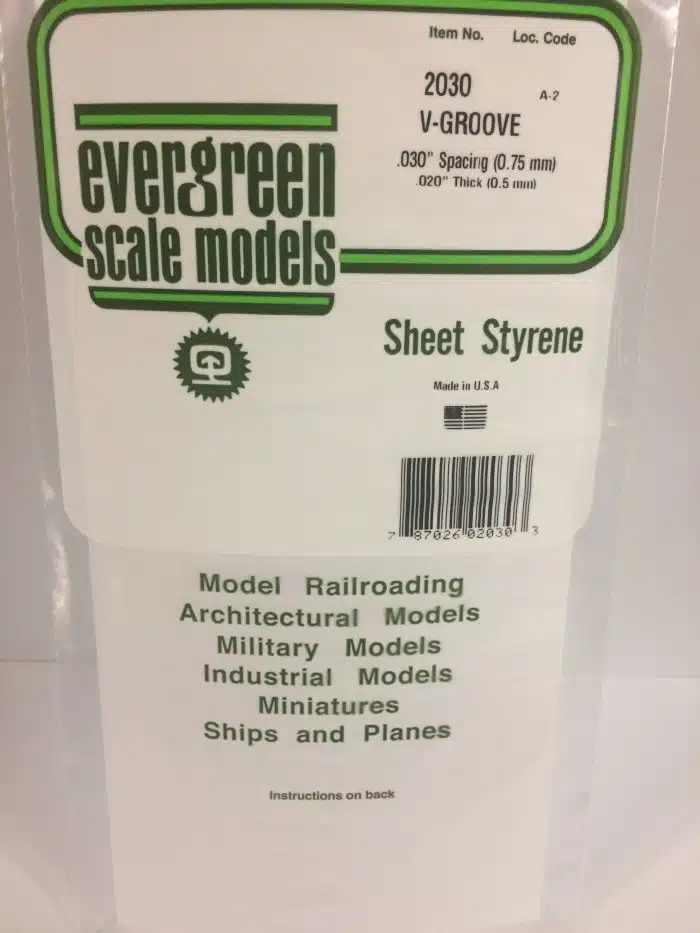 Item No. Loc. Code
2030 A-2
V-GROOVE
.030" Spacing (0.75 mm)
.020" Thick (0.5 mm)
evergreen
scale models
Sheet Styrene
Made in U.S.A
7 87026 02030 3
Model Railroading
Architectural Models
Military Models
Industrial Models
Miniatures
Ships and Planes
Instructions on back